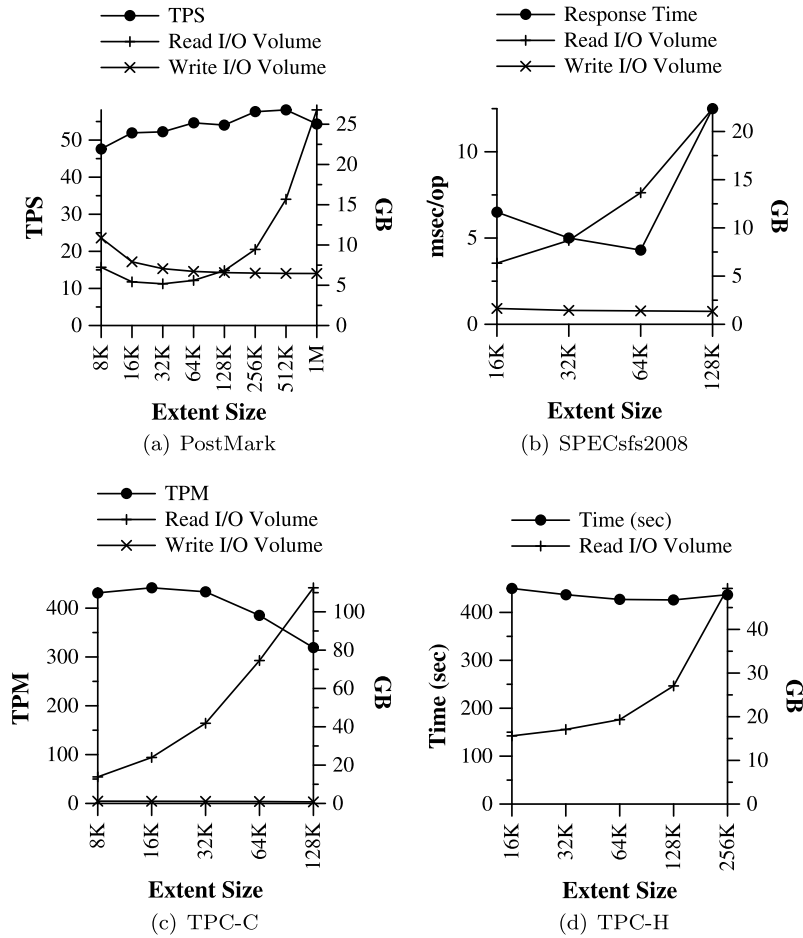 TPS
Read I/O Volume
Write I/O Volume
50
40
30
20
10
0
TPS
25
20
15
10
5
0
GB
8K 16K 32K 64K 128K 256K 512K 1M
Extent Size
(a) PostMark
Response Time
Read I/O Volume
Write I/O Volume
10
5
0
msec/op
20
15
10
5
0
GB
16K 32K 64K 128K
Extent Size
(b) SPECsfs2008
TPM
Read I/O Volume
Write I/O Volume
400
300
200
100
0
TPM
100
80
60
40
20
0
GB
8K 16K 32K 64K 128K
Extent Size
(c) TPC-C
Time (sec)
Read I/O Volume
400
300
200
100
0
Time (sec)
40
30
20
10
0
GB
16K 32K 64K 128K 256K
Extent Size
(d) TPC-H